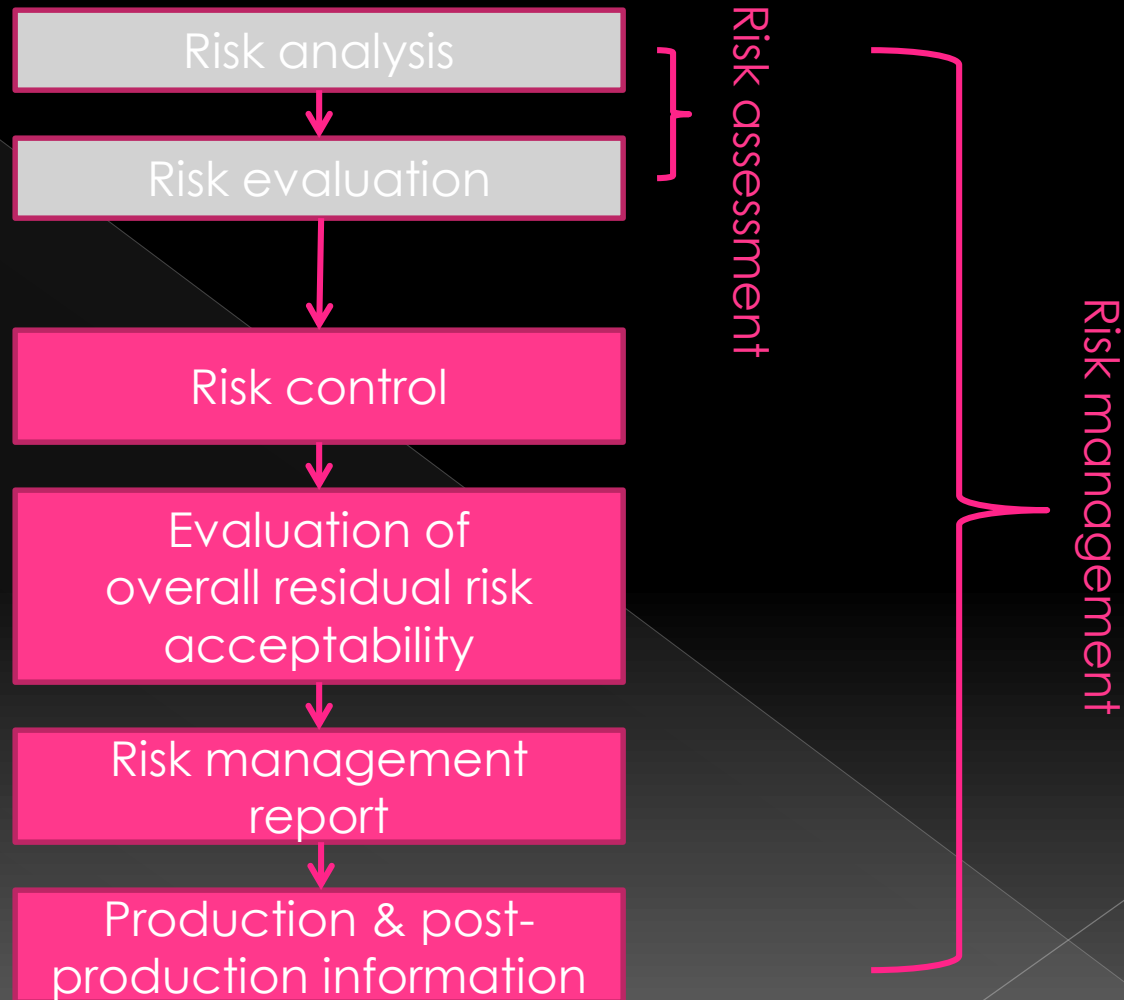 Risk analysis
Risk evaluation
Risk control
Evaluation of
overall residual risk
acceptability
Risk management
report
Production & post-
production information
Risk assessment
Risk management